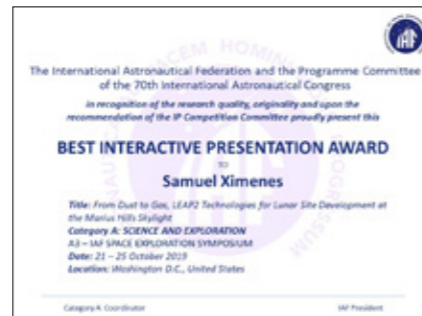 IAF
The International Astronautical Federation and the Programme Committee
of the 70th International Astronautical Congress
in recognition of the research quality, originality and upon the
recommendation of the IP Competition Committee proudly present this
BEST INTERACTIVE PRESENTATION AWARD
TO
Samuel Ximenes
Title: From Dust to Gas, LEAP2 Technologies for Lunar Site Development at
the Marius Hills Skylight
Category A: SCIENCE AND EXPLORATION
A3 – IAF SPACE EXPLORATION SYMPOSIUM
Date: 21 – 25 October 2019
Location: Washington D.C., United States
Category A Coordinator
IAF President